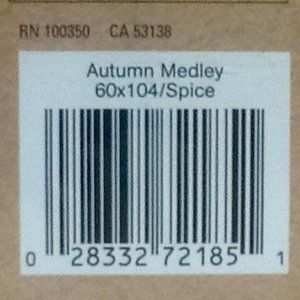 RN 100350 CA 53138
Autumn Medley
60x104/Spice
0 28332 72185 1